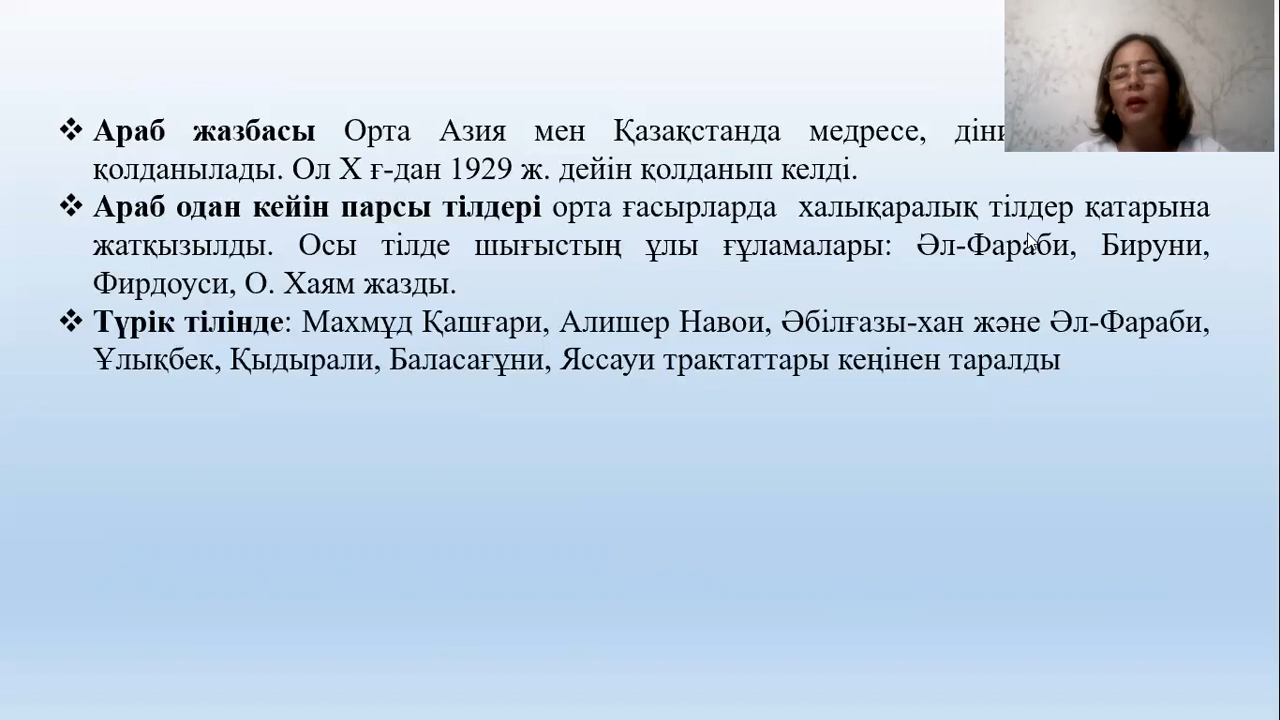 ❖ Араб жазбасы Орта Азия мен Қазақстанда медресе,
қолданылады. Ол X ғ-дан 1929 ж. дейін қолданып келді.
❖ Араб одан кейін парсы тілдері орта ғасырларда халықаралық тілдер қатарына
жатқызылды. Осы тілде шығыстың ұлы ғұламалары: Әл-Фараби, Бируни,
Фирдоуси, О. Хаям жазды.
❖ Түрік тілінде: Махмұд Қашғари, Алишер Навои, Әбілғазы-хан және Әл-Фараби,
Ұлықбек, Қыдырали, Баласағұни, Яссауи трактаттары кеңінен таралды